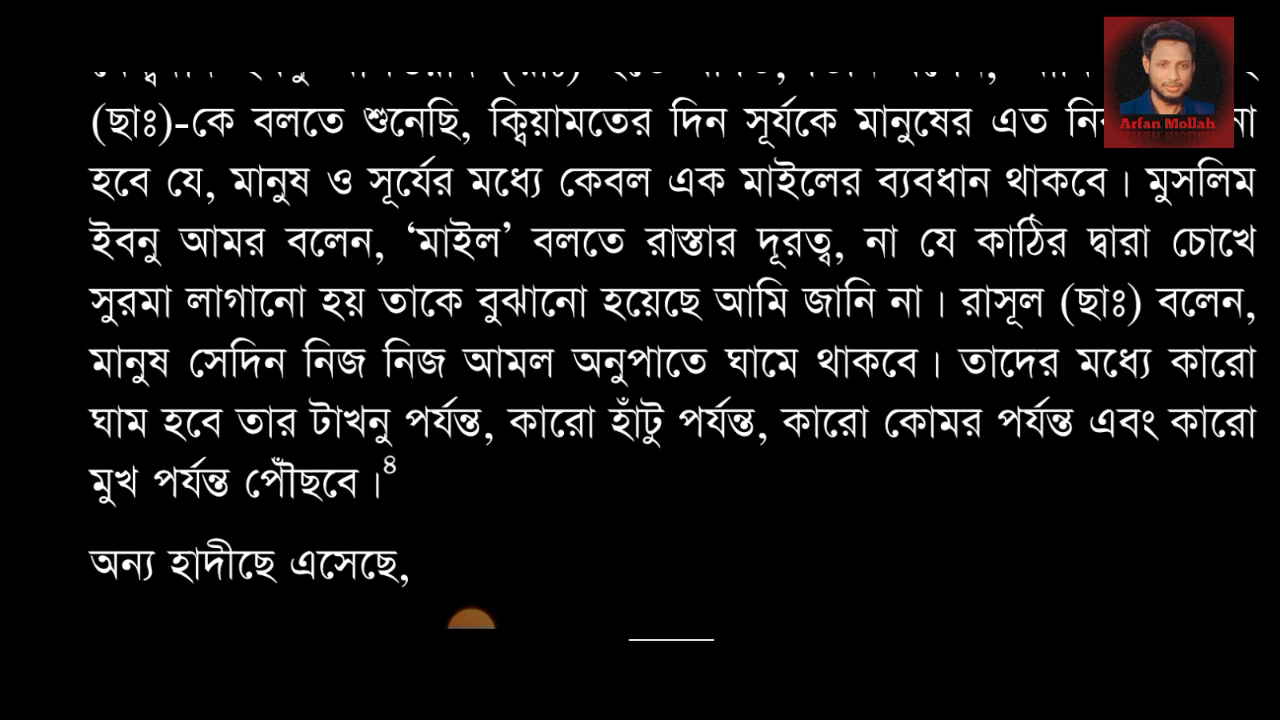 (ছাঃ)-কে বলতে শুনেছি, ক্বিয়ামতের দিন সূর্যকে মানুষের এত
Arfan Mollah
হবে যে, মানুষ ও সূর্যের মধ্যে কেবল এক মাইলের ব্যবধান থাকবে। মুসলিম
ইবনু আমর বলেন, ‘মাইল’ বলতে রাস্তার দূরত্ব, না যে কাঠির দ্বারা চোখে
সুরমা লাগানো হয় তাকে বুঝানো হয়েছে আমি জানি না। রাসূল (ছাঃ) বলেন,
মানুষ সেদিন নিজ নিজ আমল অনুপাতে ঘামে থাকবে। তাদের মধ্যে কারো
ঘাম হবে তার টাখনু পর্যন্ত, কারো হাঁটু পর্যন্ত, কারো কোমর পর্যন্ত এবং কারো
মুখ পর্যন্ত পৌঁছবে।⁴
অন্য হাদীছে এসেছে,